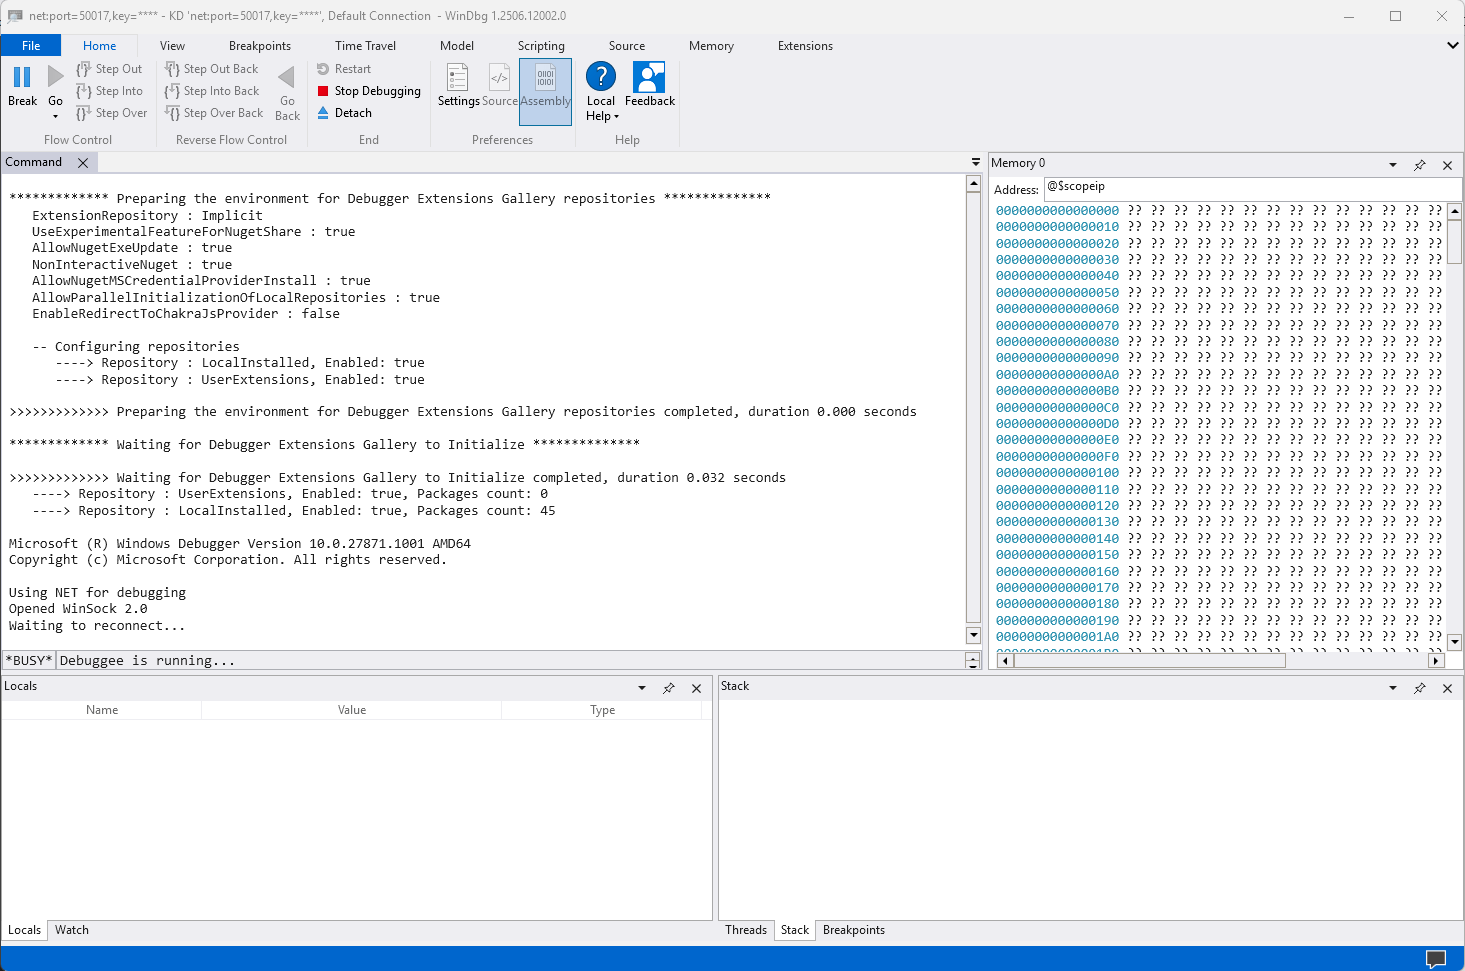 net:port=50017,key=**** - KD 'net:port=50017,key=****', Default Connection - WinDbg 1.2506.12002.0
File Home View Breakpoints Time Travel Model Scripting Source Memory Extensions
Break
Go
Step Out
Step Into
Step Over
Flow Control
Step Out Back
Step Into Back
Step Over Back
Go
Back
Reverse Flow Control
Restart
Stop Debugging
Detach
End
Settings Source Assembly
Preferences
Local
Help
Feedback
Help
Command
************* Preparing the environment for Debugger Extensions Gallery repositories **************
ExtensionRepository : Implicit
UseExperimentalFeatureForNugetShare : true
AllowNugetExeUpdate : true
NonInteractiveNuget : true
AllowNugetMSCredentialProviderInstall : true
AllowParallelInitializationOfLocalRepositories : true
EnableRedirectToChakraJsProvider : false
-- Configuring repositories
----> Repository : LocalInstalled, Enabled: true
----> Repository : UserExtensions, Enabled: true
>>>>>>>>>>>>> Preparing the environment for Debugger Extensions Gallery repositories completed, duration 0.000 seconds
************* Waiting for Debugger Extensions Gallery to Initialize **************
>>>>>>>>>>>>> Waiting for Debugger Extensions Gallery to Initialize completed, duration 0.032 seconds
----> Repository : UserExtensions, Enabled: true, Packages count: 0
----> Repository : LocalInstalled, Enabled: true, Packages count: 45
Microsoft (R) Windows Debugger Version 10.0.27871.1001 AMD64
Copyright (c) Microsoft Corporation. All rights reserved.
Using NET for debugging
Opened WinSock 2.0
Waiting to reconnect...
*BUSY* Debuggee is running...
Memory 0
Address: @$scopeip
0000000000000000 ?? ?? ?? ?? ?? ?? ?? ?? ?? ?? ?? ?? ?? ??
0000000000000010 ?? ?? ?? ?? ?? ?? ?? ?? ?? ?? ?? ?? ?? ??
0000000000000020 ?? ?? ?? ?? ?? ?? ?? ?? ?? ?? ?? ?? ?? ??
0000000000000030 ?? ?? ?? ?? ?? ?? ?? ?? ?? ?? ?? ?? ?? ??
0000000000000040 ?? ?? ?? ?? ?? ?? ?? ?? ?? ?? ?? ?? ?? ??
0000000000000050 ?? ?? ?? ?? ?? ?? ?? ?? ?? ?? ?? ?? ?? ??
0000000000000060 ?? ?? ?? ?? ?? ?? ?? ?? ?? ?? ?? ?? ?? ??
0000000000000070 ?? ?? ?? ?? ?? ?? ?? ?? ?? ?? ?? ?? ?? ??
0000000000000080 ?? ?? ?? ?? ?? ?? ?? ?? ?? ?? ?? ?? ?? ??
0000000000000090 ?? ?? ?? ?? ?? ?? ?? ?? ?? ?? ?? ?? ?? ??
00000000000000A0 ?? ?? ?? ?? ?? ?? ?? ?? ?? ?? ?? ?? ?? ??
00000000000000B0 ?? ?? ?? ?? ?? ?? ?? ?? ?? ?? ?? ?? ?? ??
00000000000000C0 ?? ?? ?? ?? ?? ?? ?? ?? ?? ?? ?? ?? ?? ??
00000000000000D0 ?? ?? ?? ?? ?? ?? ?? ?? ?? ?? ?? ?? ?? ??
00000000000000E0 ?? ?? ?? ?? ?? ?? ?? ?? ?? ?? ?? ?? ?? ??
00000000000000F0 ?? ?? ?? ?? ?? ?? ?? ?? ?? ?? ?? ?? ?? ??
0000000000000100 ?? ?? ?? ?? ?? ?? ?? ?? ?? ?? ?? ?? ?? ??
0000000000000110 ?? ?? ?? ?? ?? ?? ?? ?? ?? ?? ?? ?? ?? ??
0000000000000120 ?? ?? ?? ?? ?? ?? ?? ?? ?? ?? ?? ?? ?? ??
0000000000000130 ?? ?? ?? ?? ?? ?? ?? ?? ?? ?? ?? ?? ?? ??
0000000000000140 ?? ?? ?? ?? ?? ?? ?? ?? ?? ?? ?? ?? ?? ??
0000000000000150 ?? ?? ?? ?? ?? ?? ?? ?? ?? ?? ?? ?? ?? ??
0000000000000160 ?? ?? ?? ?? ?? ?? ?? ?? ?? ?? ?? ?? ?? ??
0000000000000170 ?? ?? ?? ?? ?? ?? ?? ?? ?? ?? ?? ?? ?? ??
0000000000000180 ?? ?? ?? ?? ?? ?? ?? ?? ?? ?? ?? ?? ?? ??
0000000000000190 ?? ?? ?? ?? ?? ?? ?? ?? ?? ?? ?? ?? ?? ??
00000000000001A0 ?? ?? ?? ?? ?? ?? ?? ?? ?? ?? ?? ?? ?? ??
Locals
Name Value Type
Locals Watch
Stack
Threads Stack Breakpoints